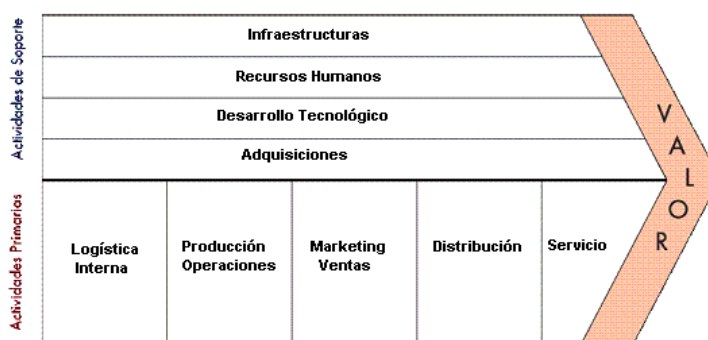 Actividades de Soporte
Infraestructuras
Recursos Humanos
Desarrollo Tecnológico
Adquisiciones
Actividades Primarios
Logística
Interna
Producción
Operaciones
Marketing
Ventas
Distribución
Servicio
VALOR